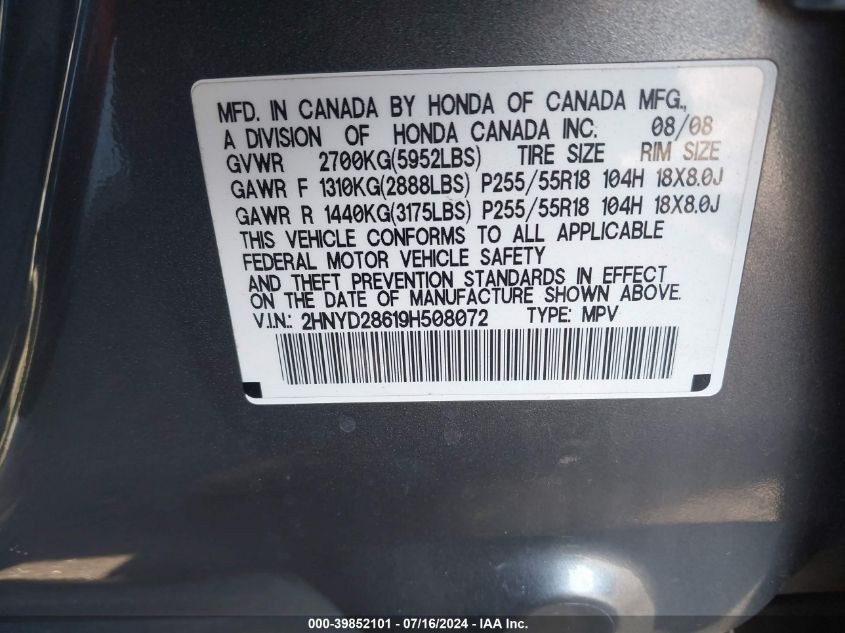 MFD. IN CANADA BY HONDA OF CANADA MFG.,
A DIVISION OF HONDA CANADA INC. 08/08
GVWR 2700KG(5952LBS) TIRE SIZE RIM SIZE
GAWR F 1310KG(2888LBS) P255/55R18 104H 18X8.0J
GAWR R 1440KG(3175LBS) P255/55R18 104H 18X8.0J
THIS VEHICLE CONFORMS TO ALL APPLICABLE
FEDERAL MOTOR VEHICLE SAFETY
AND THEFT PREVENTION STANDARDS IN EFFECT
ON THE DATE OF MANUFACTURE SHOWN ABOVE.
V.I.N.: 2HNYD28619H508072 TYPE: MPV
000-39852101 - 07/16/2024 - IAA Inc.